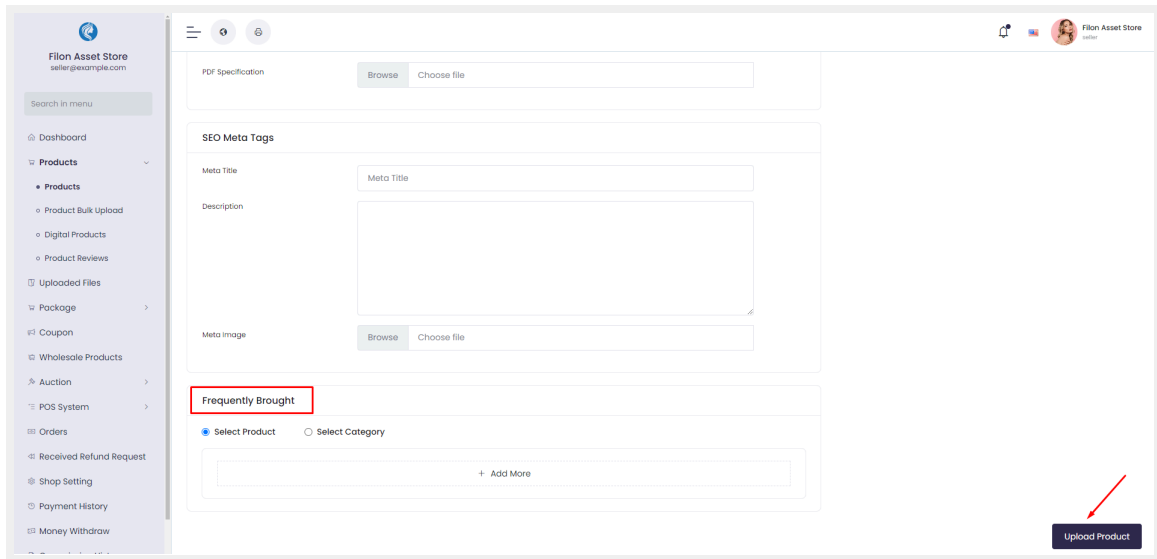 Filon Asset Store
seller@example.com
Search in menu
Dashboard
Products
Products
Product Bulk Upload
Digital Products
Product Reviews
Uploaded Files
Package
Coupon
Wholesale Products
Auction
POS System
Orders
Received Refund Request
Shop Setting
Payment History
Money Withdraw
Filon Asset Store
seller
PDF Specification
Browse Choose file
SEO Meta Tags
Meta Title
Meta Title
Description
Meta Image
Browse Choose file
Frequently Brought
Select Product Select Category
+ Add More
Upload Product